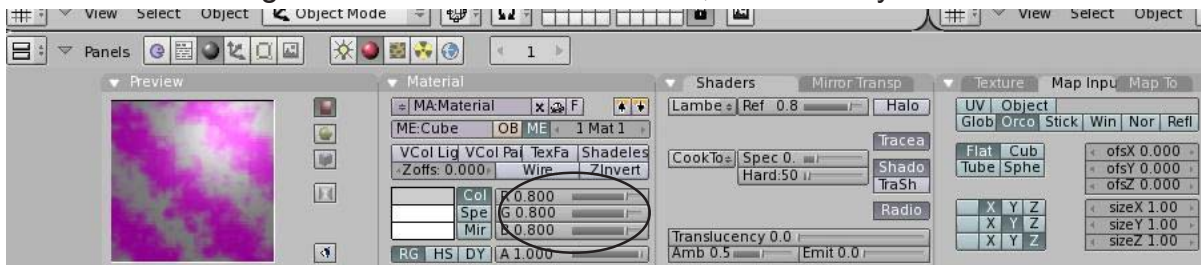 View Select Object Object Mode View Select Object
Panels 1
Preview
Material
MA:Material X F
ME:Cube OB ME 1 Mat 1
VCol Lig VCol Pai TexFa Shadeles
Zoffs: 0.000 Wire ZInvert
Col R 0.800
Spe G 0.800
Mir B 0.800
RG HS DY A 1.000
Shaders Mirror Transp
Lambe Ref 0.8 Halo
Tracea
CookTo Spec 0. Shado
Hard:50 TraSh
Radio
Translucency 0.0
Amb 0.5 Emit 0.0
Texture Map Inpu Map To
UV Object
Glob Orco Stick Win Nor Refl
Flat Cub ofsX 0.000
Tube Sphe ofsY 0.000
ofsZ 0.000
X Y Z sizeX 1.00
X Y Z sizeY 1.00
X Y Z sizeZ 1.00